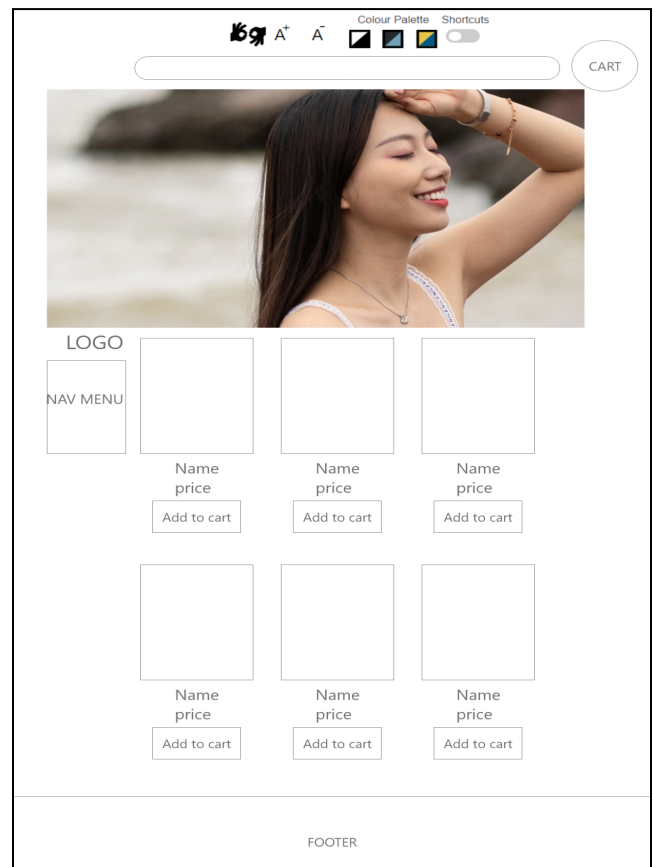 Colour Palette Shortcuts
A+ A-
CART
LOGO
NAV MENU
Name Name Name
price price price
Add to cart Add to cart Add to cart
Name Name Name
price price price
Add to cart Add to cart Add to cart
FOOTER